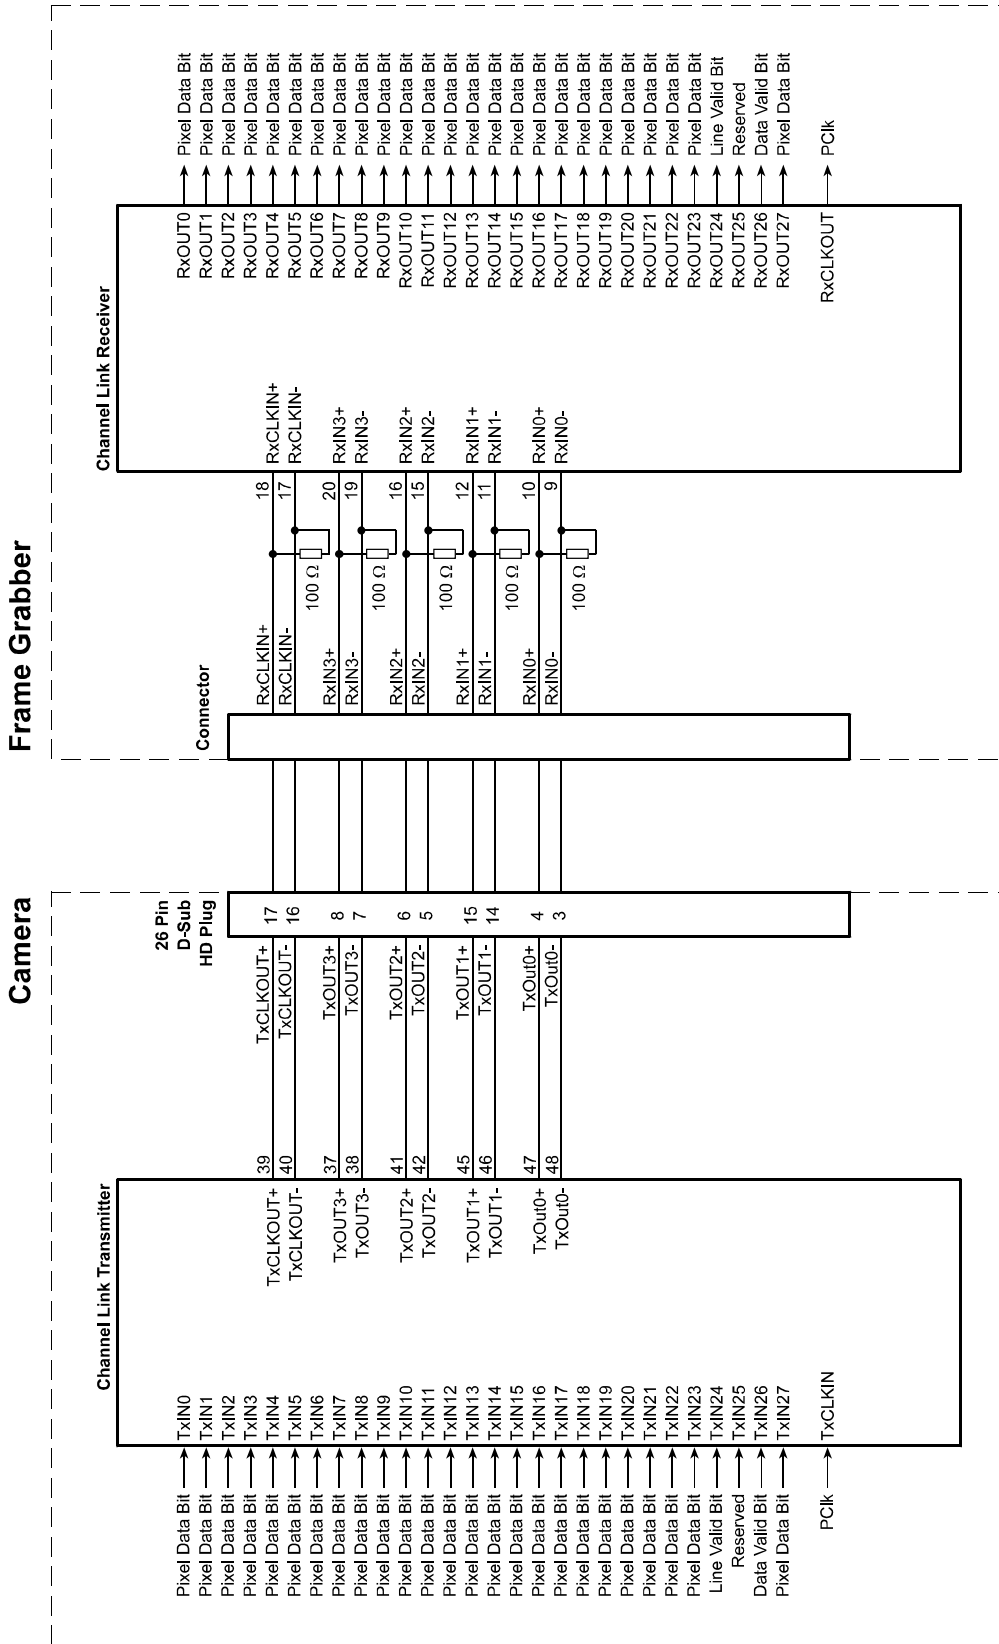 Camera
Frame Grabber
Channel Link Transmitter
26 Pin
D-Sub
HD Plug
Connector
Channel Link Receiver
Pixel Data Bit TxIN0
Pixel Data Bit TxIN1
Pixel Data Bit TxIN2
Pixel Data Bit TxIN3
Pixel Data Bit TxIN4
Pixel Data Bit TxIN5
Pixel Data Bit TxIN6
Pixel Data Bit TxIN7
Pixel Data Bit TxIN8
Pixel Data Bit TxIN9
Pixel Data Bit TxIN10
Pixel Data Bit TxIN11
Pixel Data Bit TxIN12
Pixel Data Bit TxIN13
Pixel Data Bit TxIN14
Pixel Data Bit TxIN15
Pixel Data Bit TxIN16
Pixel Data Bit TxIN17
Pixel Data Bit TxIN18
Pixel Data Bit TxIN19
Pixel Data Bit TxIN20
Pixel Data Bit TxIN21
Pixel Data Bit TxIN22
Pixel Data Bit TxIN23
Line Valid Bit TxIN24
Reserved TxIN25
Data Valid Bit TxIN26
Pixel Data Bit TxIN27
PClk TxCLKIN
TxCLKOUT+ 39 TxCLKOUT+ 17 RxCLKIN+ 18 RxCLKIN+
TxCLKOUT- 40 TxCLKOUT- 16 RxCLKIN- 17 RxCLKIN-
100 Ω
TxOUT3+ 37 TxOUT3+ 8 RxIN3+ 20 RxIN3+
TxOUT3- 38 TxOUT3- 7 RxIN3- 19 RxIN3-
100 Ω
TxOUT2+ 41 TxOUT2+ 6 RxIN2+ 16 RxIN2+
TxOUT2- 42 TxOUT2- 5 RxIN2- 15 RxIN2-
100 Ω
TxOUT1+ 45 TxOUT1+ 15 RxIN1+ 12 RxIN1+
TxOUT1- 46 TxOUT1- 14 RxIN1- 11 RxIN1-
100 Ω
TxOut0+ 47 TxOut0+ 4 RxIN0+ 10 RxIN0+
TxOut0- 48 TxOut0- 3 RxIN0- 9 RxIN0-
100 Ω
RxOUT0 Pixel Data Bit
RxOUT1 Pixel Data Bit
RxOUT2 Pixel Data Bit
RxOUT3 Pixel Data Bit
RxOUT4 Pixel Data Bit
RxOUT5 Pixel Data Bit
RxOUT6 Pixel Data Bit
RxOUT7 Pixel Data Bit
RxOUT8 Pixel Data Bit
RxOUT9 Pixel Data Bit
RxOUT10 Pixel Data Bit
RxOUT11 Pixel Data Bit
RxOUT12 Pixel Data Bit
RxOUT13 Pixel Data Bit
RxOUT14 Pixel Data Bit
RxOUT15 Pixel Data Bit
RxOUT16 Pixel Data Bit
RxOUT17 Pixel Data Bit
RxOUT18 Pixel Data Bit
RxOUT19 Pixel Data Bit
RxOUT20 Pixel Data Bit
RxOUT21 Pixel Data Bit
RxOUT22 Pixel Data Bit
RxOUT23 Pixel Data Bit
RxOUT24 Line Valid Bit
RxOUT25 Reserved
RxOUT26 Data Valid Bit
RxOUT27 Pixel Data Bit
RxCLKOUT PClk